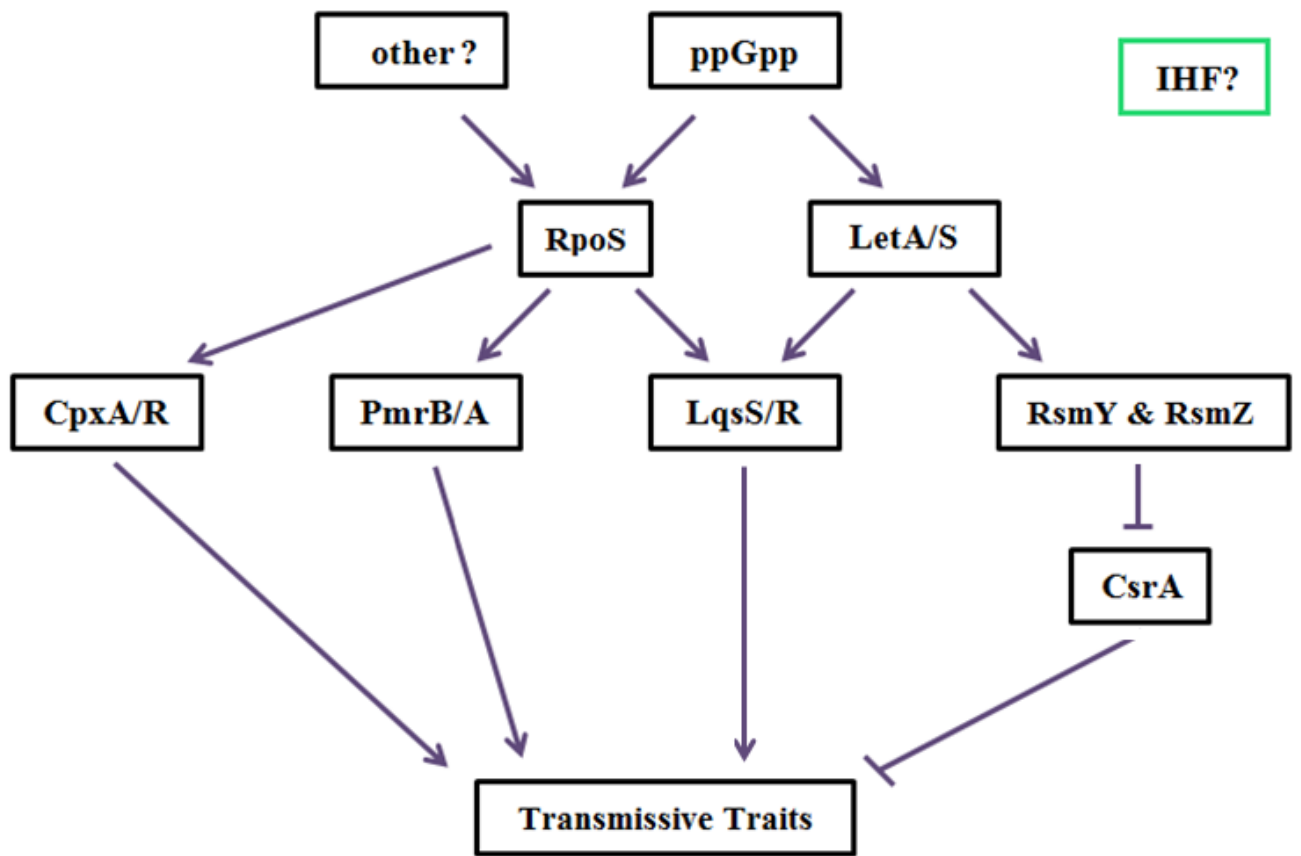 other ?
ppGpp
IHF?
RpoS
LetA/S
CpxA/R
PmrB/A
LqsS/R
RsmY & RsmZ
CsrA
Transmissive Traits